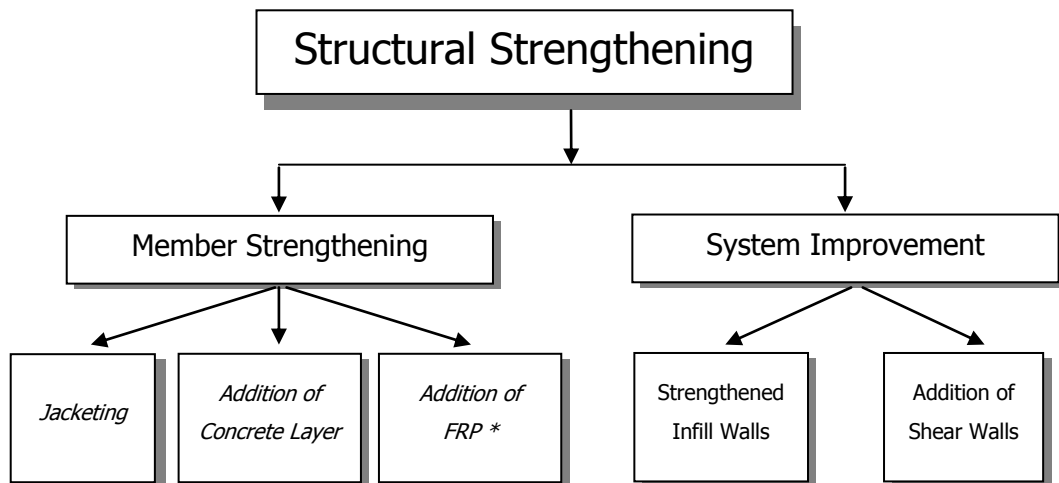 Structural Strengthening
Member Strengthening
System Improvement
Jacketing
Addition of
Concrete Layer
Addition of
FRP *
Strengthened
Infill Walls
Addition of
Shear Walls